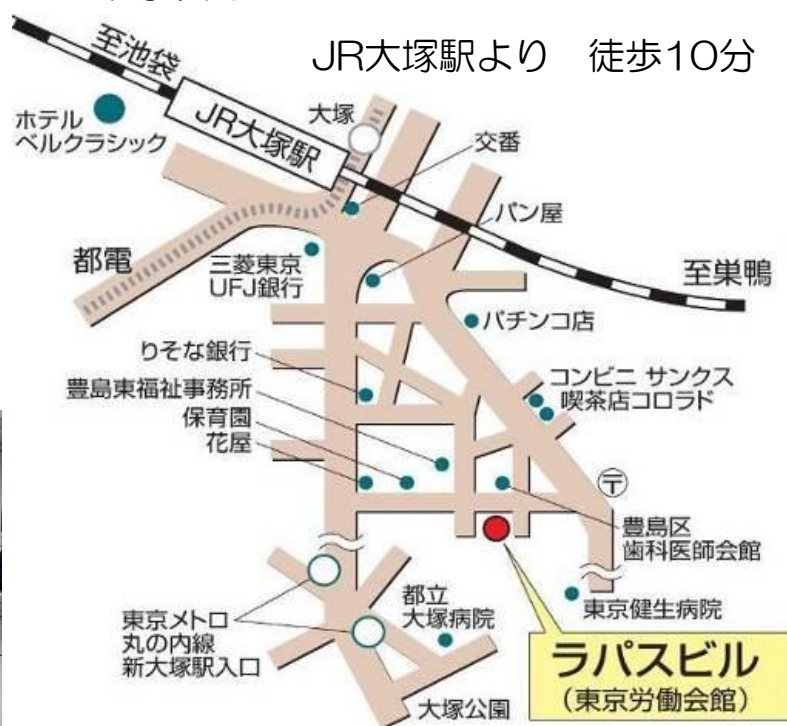 JR大塚駅より 徒歩10分
至池袋
ホテル
ベルクラシック
JR大塚駅
大塚
交番
パン屋
都電
三菱東京
UFJ銀行
至巣鴨
パチンコ店
りそな銀行
豊島東福祉事務所
保育園
花屋
コンビニ サンクス
喫茶店コロラド
〒
豊島区
歯科医師会館
東京メトロ
丸の内線
新大塚駅入口
都立
大塚病院
東京健生病院
大塚公園
ラパスビル
(東京労働会館)